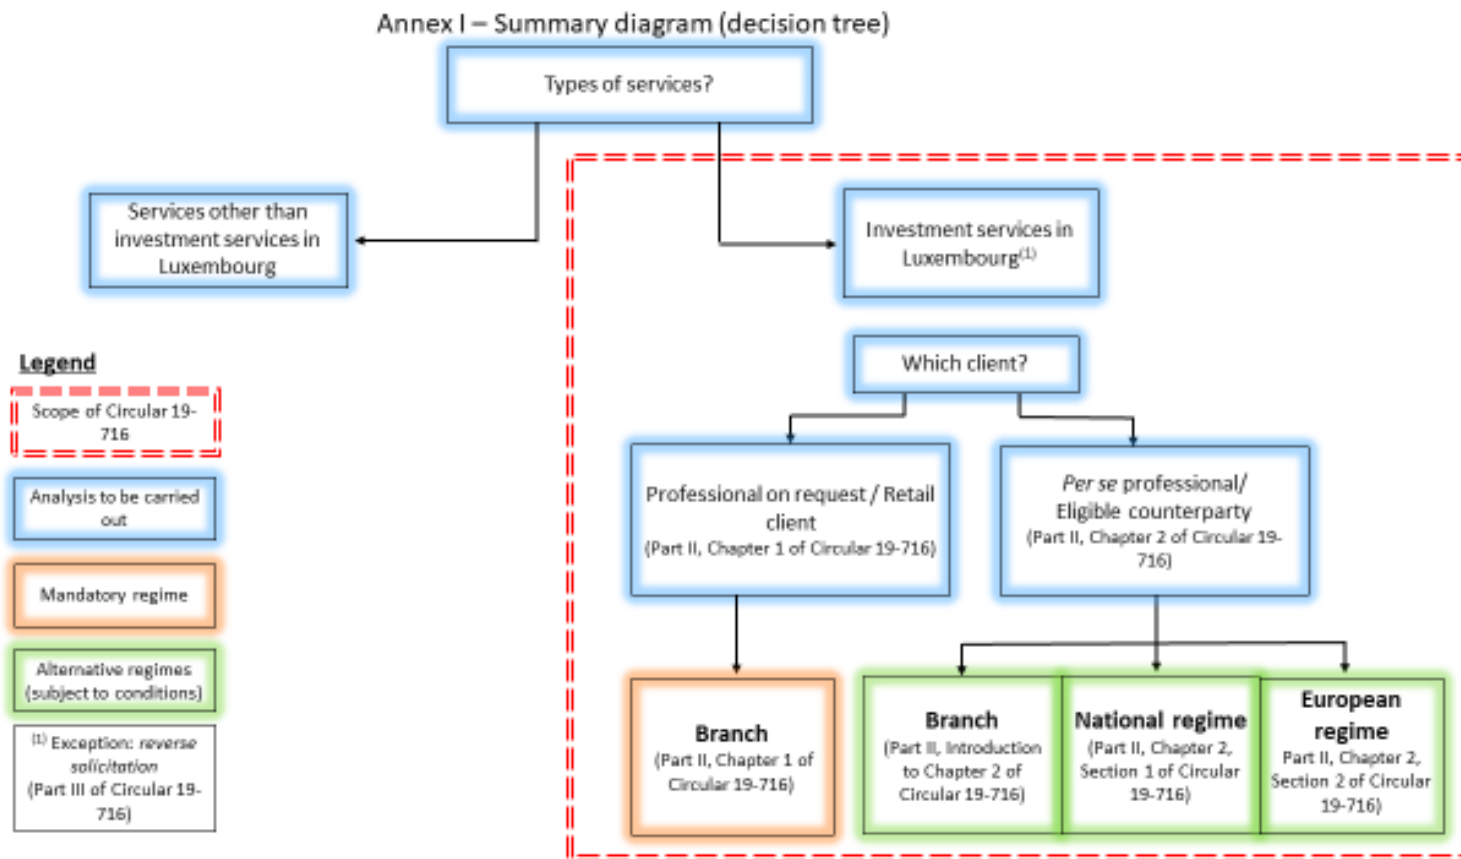 Annex I – Summary diagram (decision tree)
Types of services?
Services other than
investment services in
Luxembourg
Investment services in
Luxembourg(1)
Which client?
Legend
Scope of Circular 19-
716
Analysis to be carried
out
Mandatory regime
Alternative regimes
(subject to conditions)
(1) Exception: reverse
solicitation
(Part III of Circular 19-
716)
Professional on request / Retail
client
(Part II, Chapter 1 of Circular 19-716)
Per se professional/
Eligible counterparty
(Part II, Chapter 2 of Circular 19-
716)
Branch
(Part II, Chapter 1 of
Circular 19-716)
Branch
(Part II, Introduction
to Chapter 2 of
Circular 19-716)
National regime
(Part II, Chapter 2,
Section 1 of Circular
19-716)
European
regime
Part II, Chapter 2,
Section 2 of Circular
19-716)